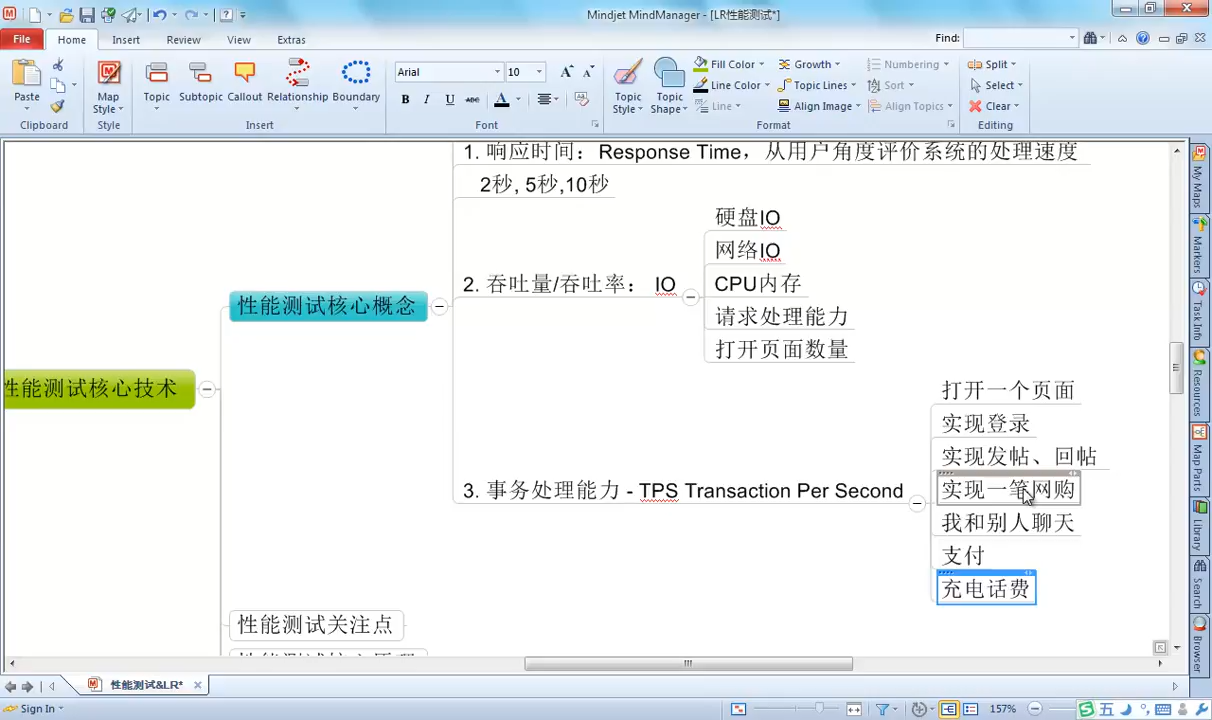 Mindjet MindManager - [LR性能测试*]
File
Home
Insert
Review
View
Extras
Find:
Paste
Clipboard
Map
Style
Style
Topic
Subtopic
Callout
Relationship
Boundary
Insert
Arial
10
B I U abc A
Font
Topic
Style
Topic
Shape
Fill Color
Line Color
Line
Growth
Topic Lines
Align Image
Numbering
Sort
Align Topics
Format
Split
Select
Clear
Editing
1. 响应时间：Response Time，从用户角度评价系统的处理速度
2秒, 5秒,10秒
硬盘IO
网络IO
性能测试核心概念
2. 吞吐量/吞吐率： IO
CPU内存
请求处理能力
打开页面数量
性能测试核心技术
打开一个页面
实现登录
实现发帖、回帖
3. 事务处理能力 - TPS Transaction Per Second
实现一笔网购
我和别人聊天
支付
充电话费
性能测试关注点
性能测试核心原理
My Maps
Markers
Task Info
Resources
Map Parts
Library
Search
Browser
性能测试&LR*
Sign In
157%
五